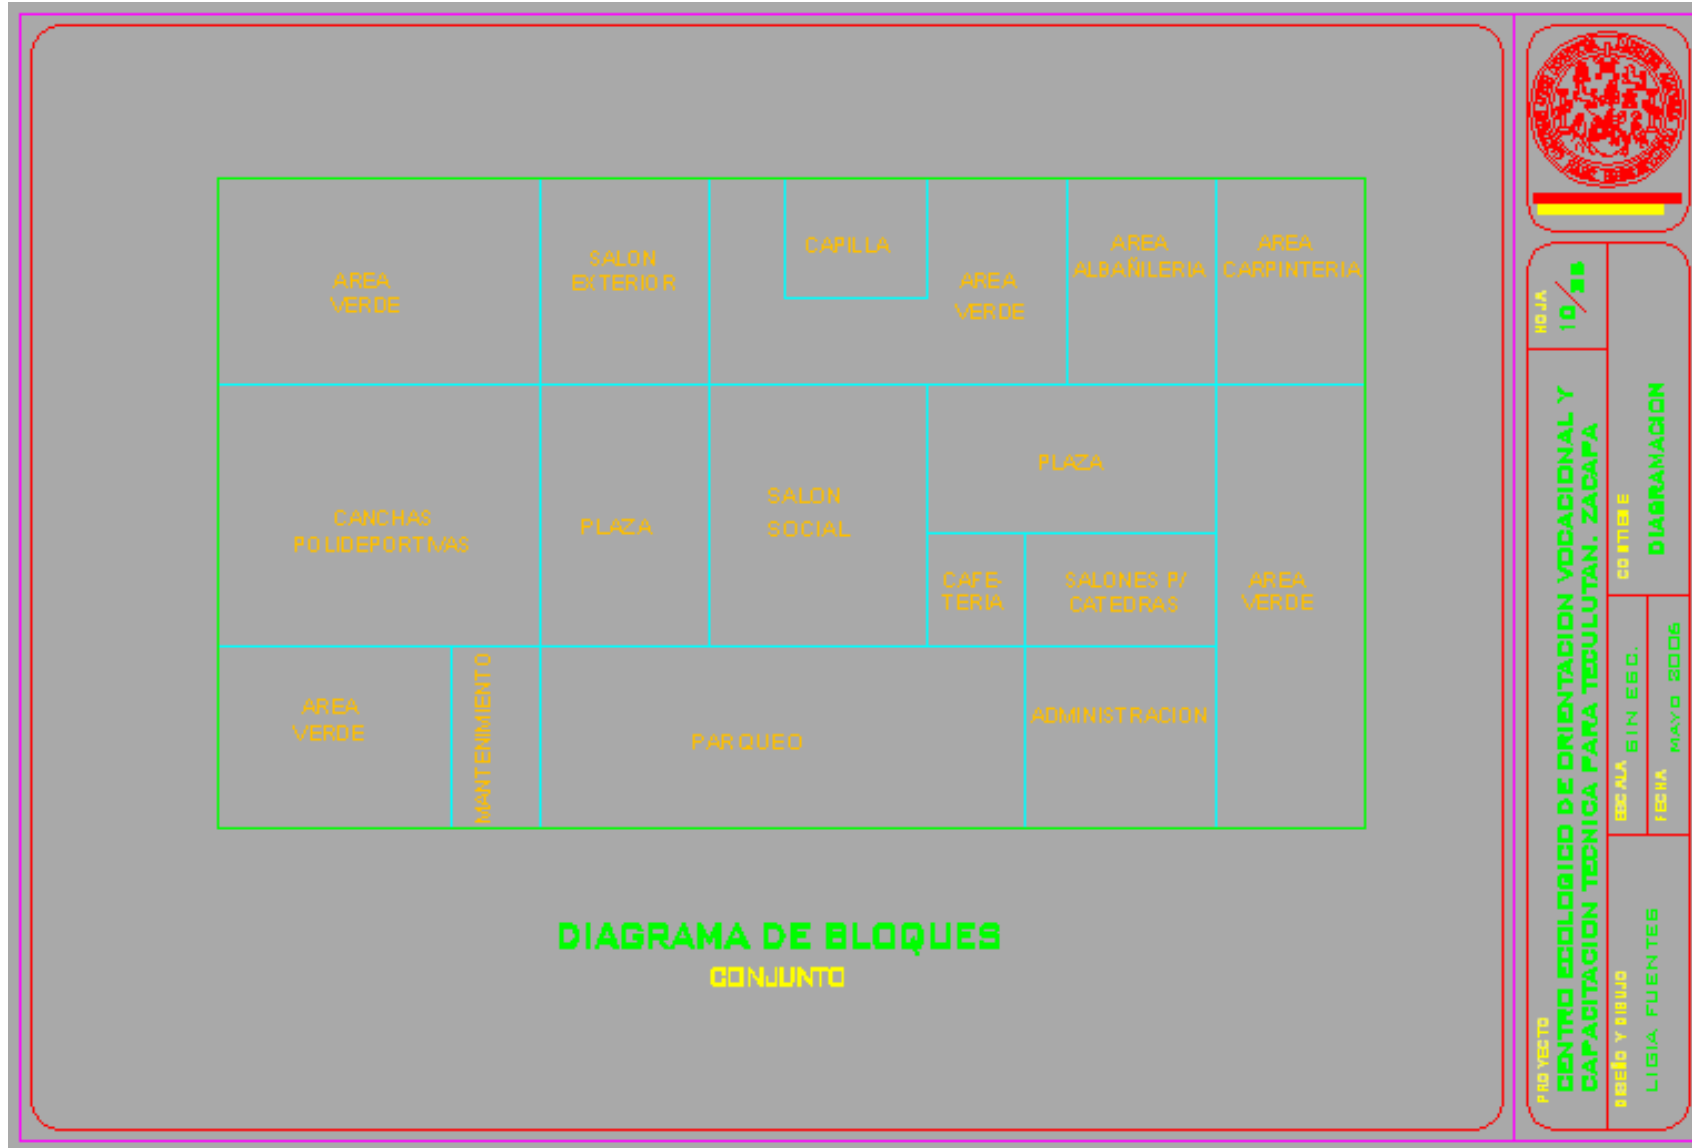 AREA
VERDE
SALON
EXTERIOR
CAPILLA
AREA
VERDE
AREA
ALBAÑILERIA
AREA
CARPINTERIA
CANCHAS
POLIDEPORTIVAS
PLAZA
SALON
SOCIAL
PLAZA
CAFE-
TERIA
SALONES P/
CATEDRAS
AREA
VERDE
AREA
VERDE
MANTENIMIENTO
PARQUEO
ADMINISTRACION
DIAGRAMA DE BLOQUES
CONJUNTO
HOJA
10/
PROYECTO
CENTRO ECOLOGICO DE ORIENTACION VOCACIONAL Y
CAPACITACION TECNICA PARA TECULUTAN. ZACAPA
CONTIENE
DIAGRAMACION
ESCALA
SIN ESC.
FECHA
MAYO 2006
DISEÑO Y DIBUJO
LIGIA FUENTES